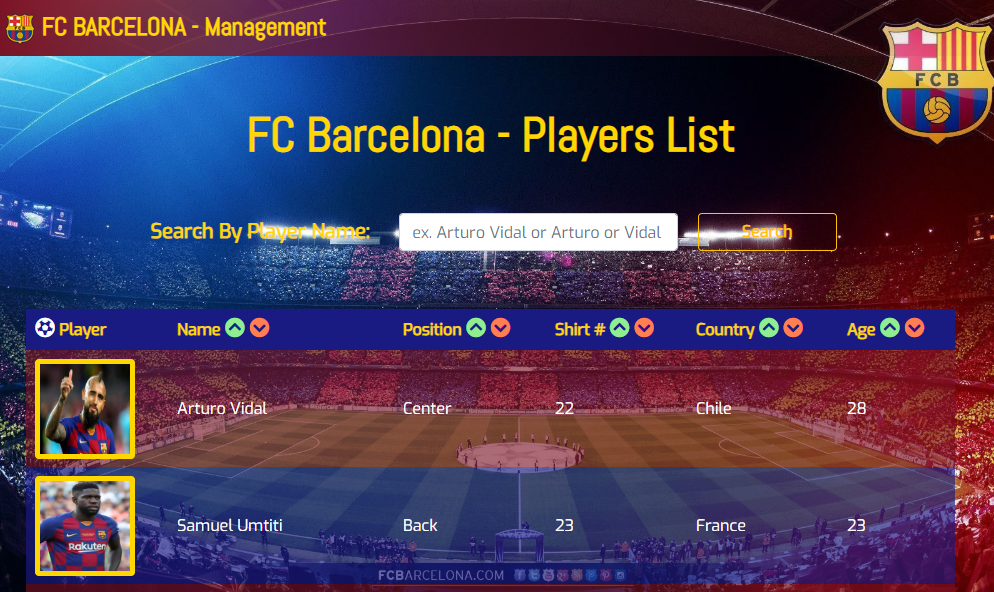 FC BARCELONA - Management
FCB
FC Barcelona - Players List
Search By Player Name: ex. Arturo Vidal or Arturo or Vidal Search
Player Name Position Shirt # Country Age
Arturo Vidal Center 22 Chile 28
Samuel Umtiti Back 23 France 23
Rakuten
FCBARCELONA.COM